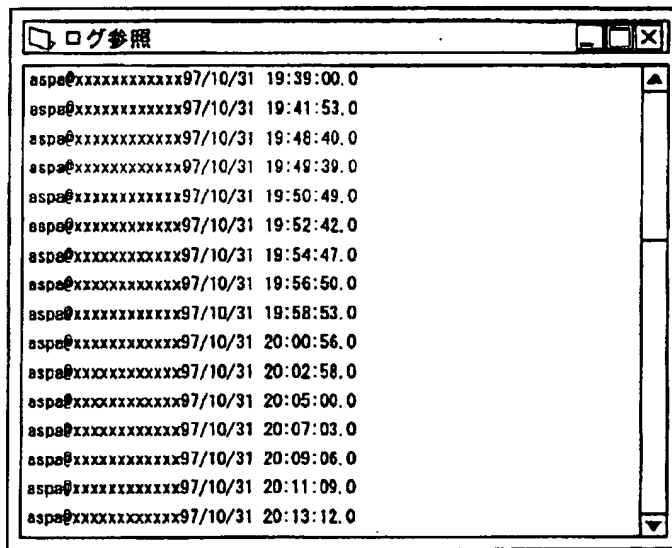 ログ参照
aspa@xxxxxxxxxxxx97/10/31 19:39:00.0
aspa@xxxxxxxxxxxx97/10/31 19:41:53.0
aspa@xxxxxxxxxxxx97/10/31 19:48:40.0
aspa@xxxxxxxxxxxx97/10/31 19:49:39.0
aspa@xxxxxxxxxxxx97/10/31 19:50:49.0
aspa@xxxxxxxxxxxx97/10/31 19:52:42.0
aspa@xxxxxxxxxxxx97/10/31 19:54:47.0
aspa@xxxxxxxxxxxx97/10/31 19:56:50.0
aspa@xxxxxxxxxxxx97/10/31 19:58:53.0
aspa@xxxxxxxxxxxx97/10/31 20:00:56.0
aspa@xxxxxxxxxxxx97/10/31 20:02:58.0
aspa@xxxxxxxxxxxx97/10/31 20:05:00.0
aspa@xxxxxxxxxxxx97/10/31 20:07:03.0
aspa@xxxxxxxxxxxx97/10/31 20:09:06.0
aspa@xxxxxxxxxxxx97/10/31 20:11:09.0
aspa@xxxxxxxxxxxx97/10/31 20:13:12.0